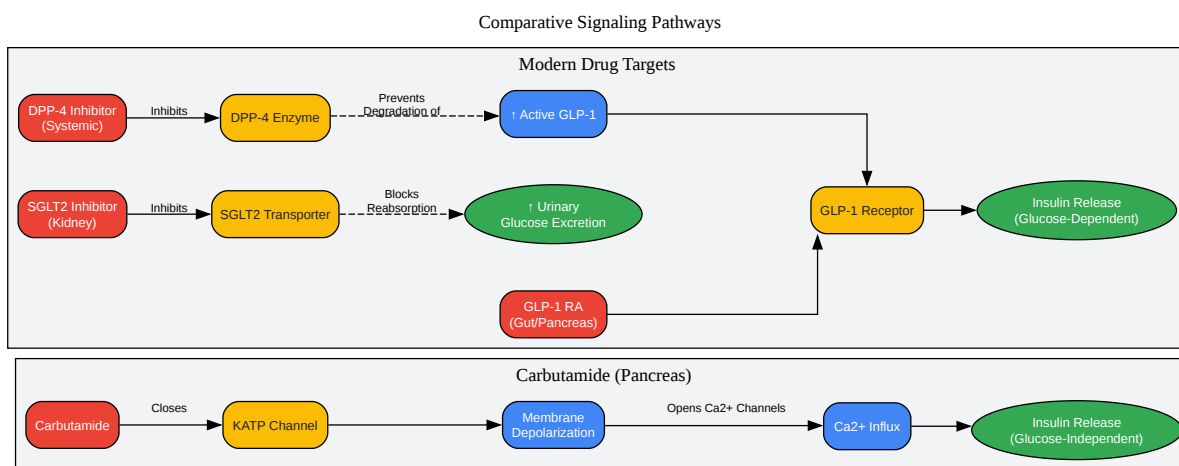 Comparative Signaling Pathways
Modern Drug Targets
DPP-4 Inhibitor
(Systemic)
Inhibits
DPP-4 Enzyme
Prevents
Degradation of
↑ Active GLP-1
SGLT2 Inhibitor
(Kidney)
Inhibits
SGLT2 Transporter
Blocks
Reabsorption
↑ Urinary
Glucose Excretion
GLP-1 Receptor
Insulin Release
(Glucose-Dependent)
GLP-1 RA
(Gut/Pancreas)
Carbutamide (Pancreas)
Carbutamide
Closes
KATP Channel
Membrane
Depolarization
Opens Ca2+ Channels
Ca2+ Influx
Insulin Release
(Glucose-Independent)